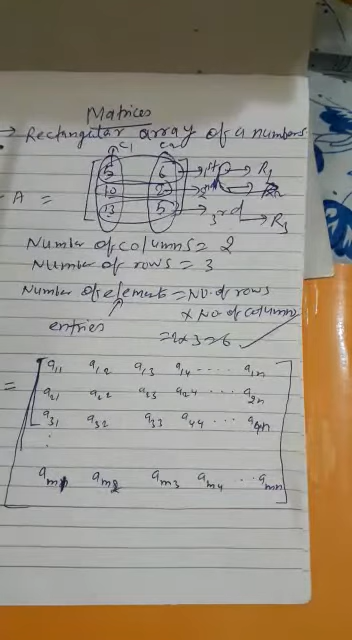 Matrices
→ Rectangular array of a numbers
C1 C2
5 6 → 1st → R1
A = 10 2 → 2nd →
13 5 → 3rd → R3
Number of columns = 2
Number of rows = 3
Number of elements = NO. of rows
× NO. of columns
entries
= 2×3=6
= a11 a12 a13 a14 ---- a1n
a21 a22 a23 a24 ---- a2n
a31 a32 a33 a44 ---- a4n
⋮
am1 am2 am3 am4 ---- amn